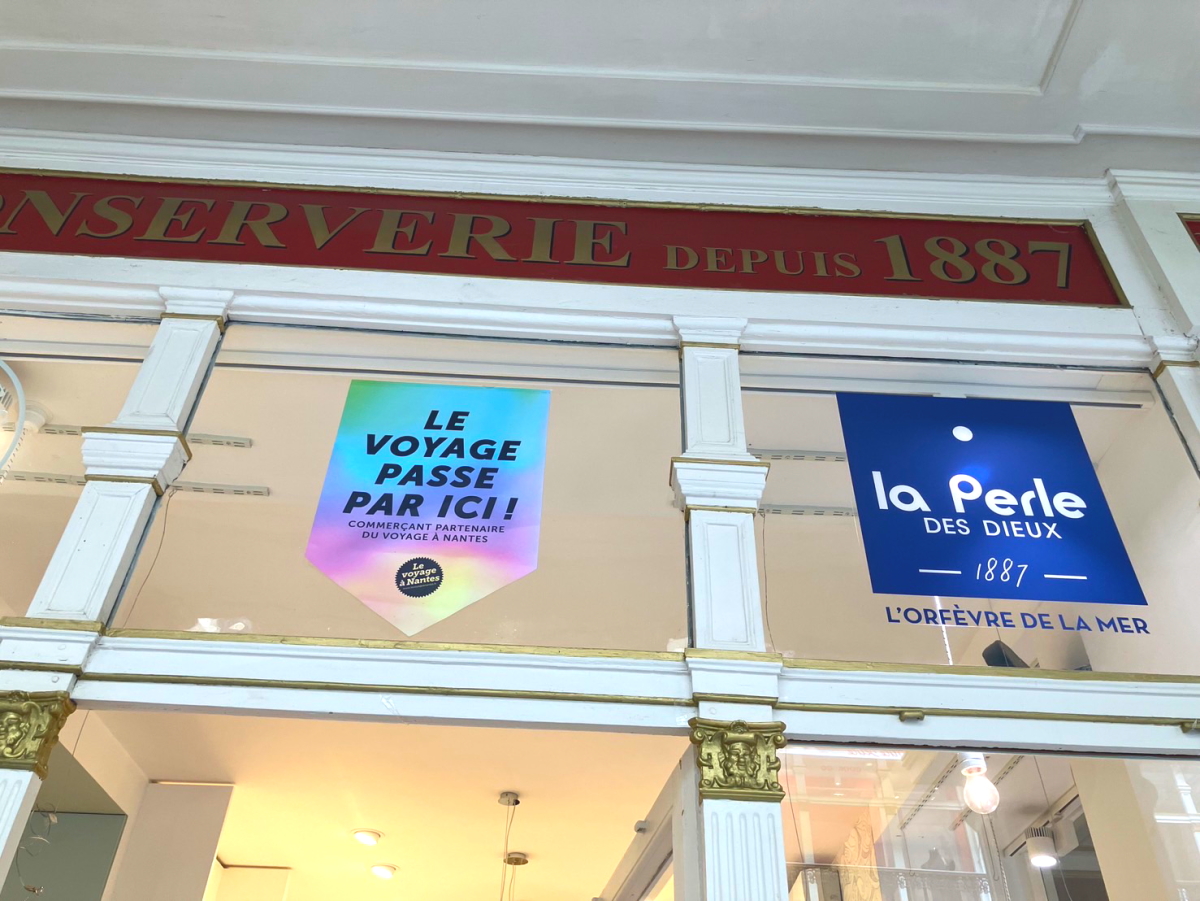 ONSERVERIE DEPUIS 1887
LE
VOYAGE
PASSE
PAR ICI !
COMMERÇANT PARTENAIRE
DU VOYAGE À NANTES
Le
voyage
à Nantes
la Perle
DES DIEUX
1887
L'ORFÈVRE DE LA MER